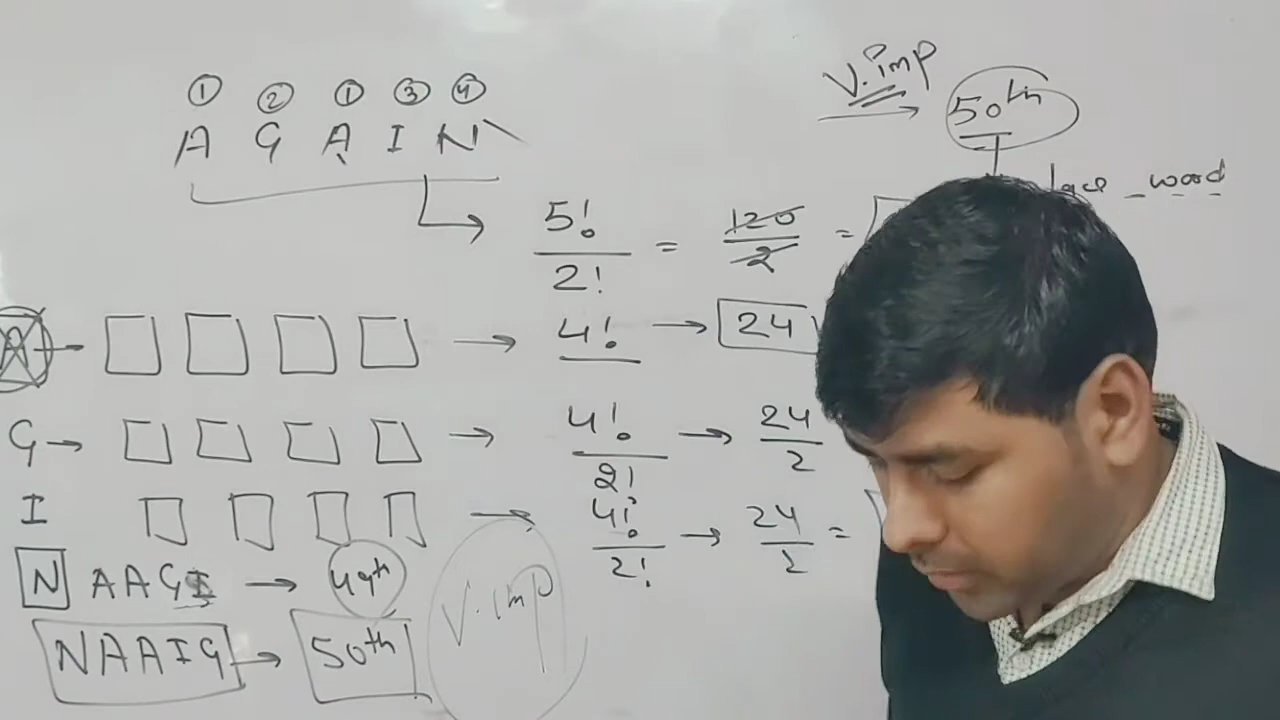 ① ② ① ③ ④
A G A I N
V.imp → 50th
word
5!/2! = 120/2 =
A → □ □ □ □ → 4! → 24
G → □ □ □ □ → 4!/2! → 24/2
I □ □ □ □ → 4!/2! → 24/2 =
N AAGI → 49th
NAAIG → 50th
V.imp